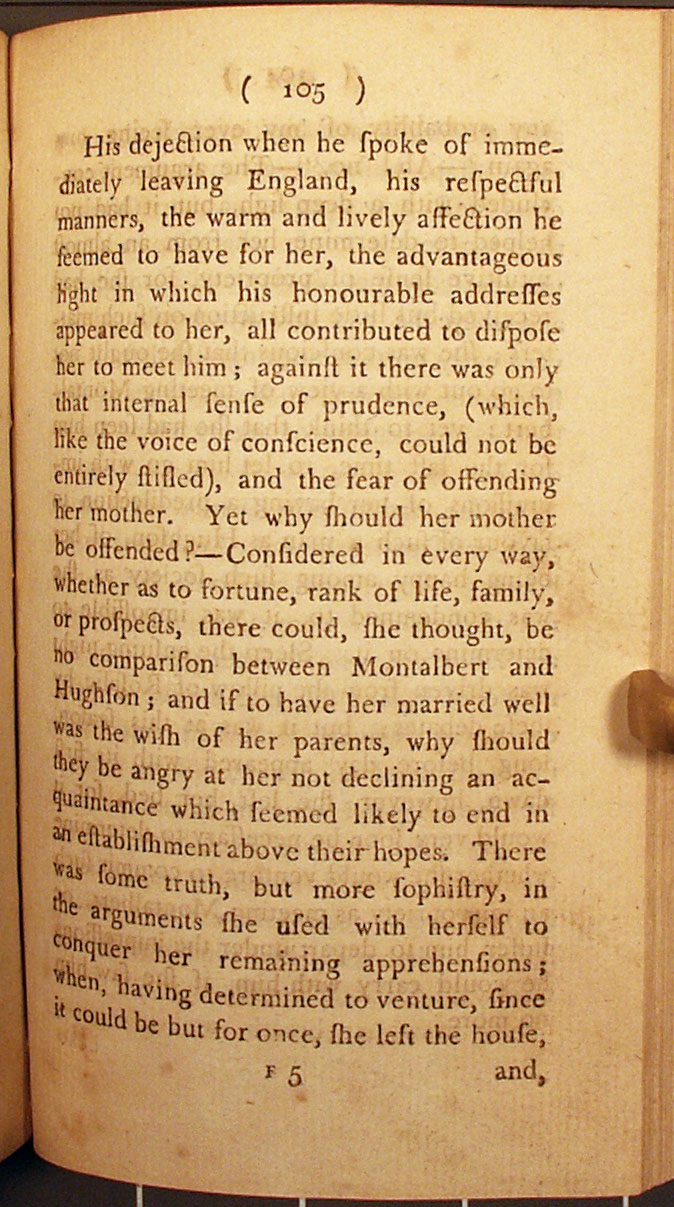 ( 105 )
His dejection when he ſpoke of imme-
diately leaving England, his reſpectful
manners, the warm and lively affection he
ſeemed to have for her, the advantageous
light in which his honourable addreſſes
appeared to her, all contributed to diſpoſe
her to meet him ; againſt it there was only
that internal ſenſe of prudence, (which,
like the voice of conſcience, could not be
entirely ſtifled), and the fear of offending
her mother. Yet why ſhould her mother
be offended ?—Conſidered in every way,
whether as to fortune, rank of life, family,
or proſpects, there could, ſhe thought, be
no compariſon between Montalbert and
Hughſon ; and if to have her married well
was the wiſh of her parents, why ſhould
they be angry at her not declining an ac-
quaintance which ſeemed likely to end in
an eſtabliſhment above their hopes. There
was ſome truth, but more ſophiſtry, in
the arguments ſhe uſed with herſelf to
conquer her remaining apprehenſions ;
when, having determined to venture, ſince
it could be but for once, ſhe left the houſe,
F 5 and,